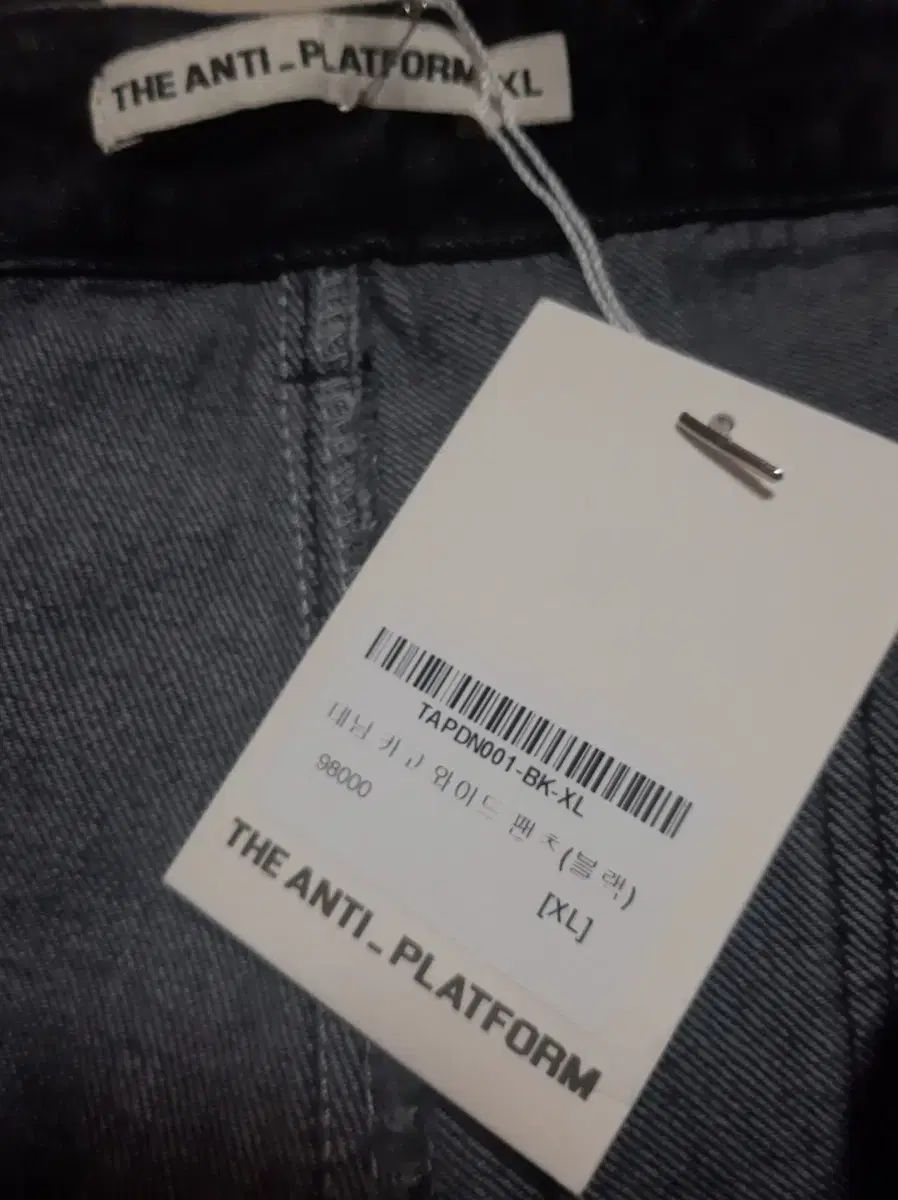 THE ANTI_PLATFORM XL
TAPDN001-BK-XL
데님 카고 와이드 팬츠(블랙)
98000
[XL]
THE ANTI_PLATFORM